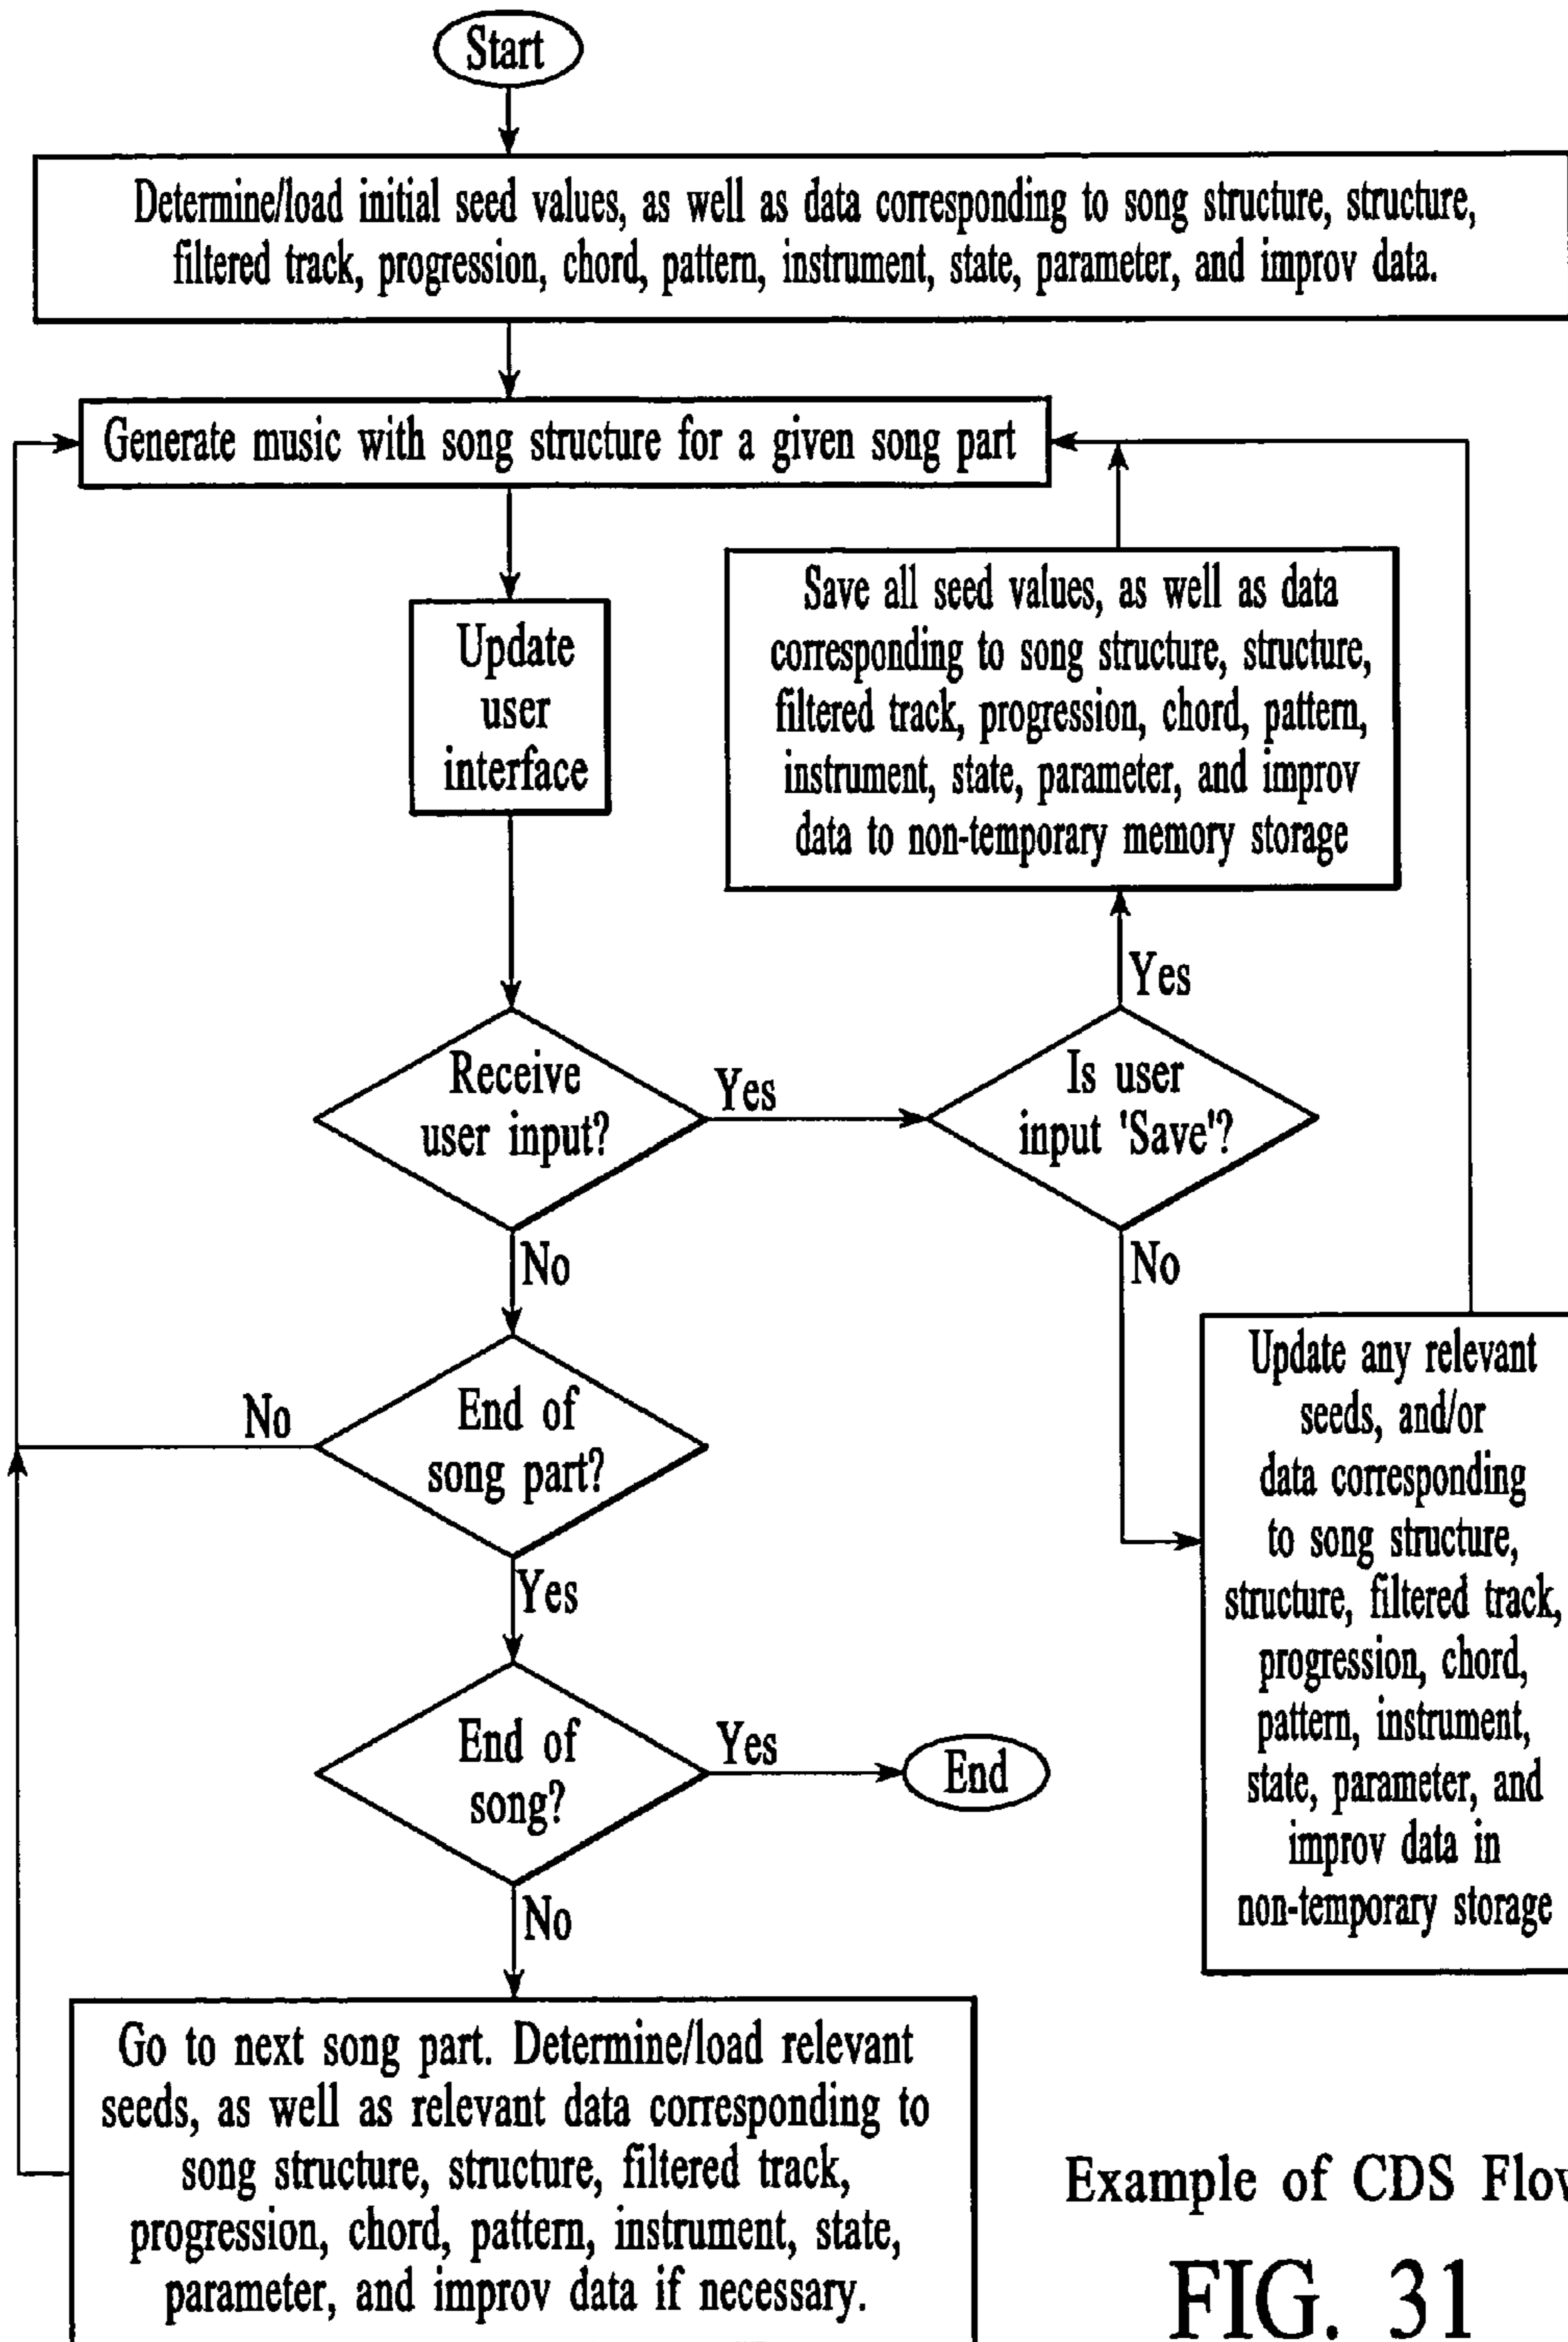 Start
Determine/load initial seed values, as well as data corresponding to song structure, structure,
filtered track, progression, chord, pattern, instrument, state, parameter, and improv data.
Generate music with song structure for a given song part
Update
user
interface
Save all seed values, as well as data
corresponding to song structure, structure,
filtered track, progression, chord, pattern,
instrument, state, parameter, and improv
data to non-temporary memory storage
Yes
Receive
user input?
Yes
Is user
input 'Save'?
No
No
Update any relevant
seeds, and/or
data corresponding
to song structure,
structure, filtered track,
progression, chord,
pattern, instrument,
state, parameter, and
improv data in
non-temporary storage
End of
song part?
No
Yes
End of
song?
Yes
End
No
Go to next song part. Determine/load relevant
seeds, as well as relevant data corresponding to
song structure, structure, filtered track,
progression, chord, pattern, instrument, state,
parameter, and improv data if necessary.
Example of CDS Flow
FIG. 31